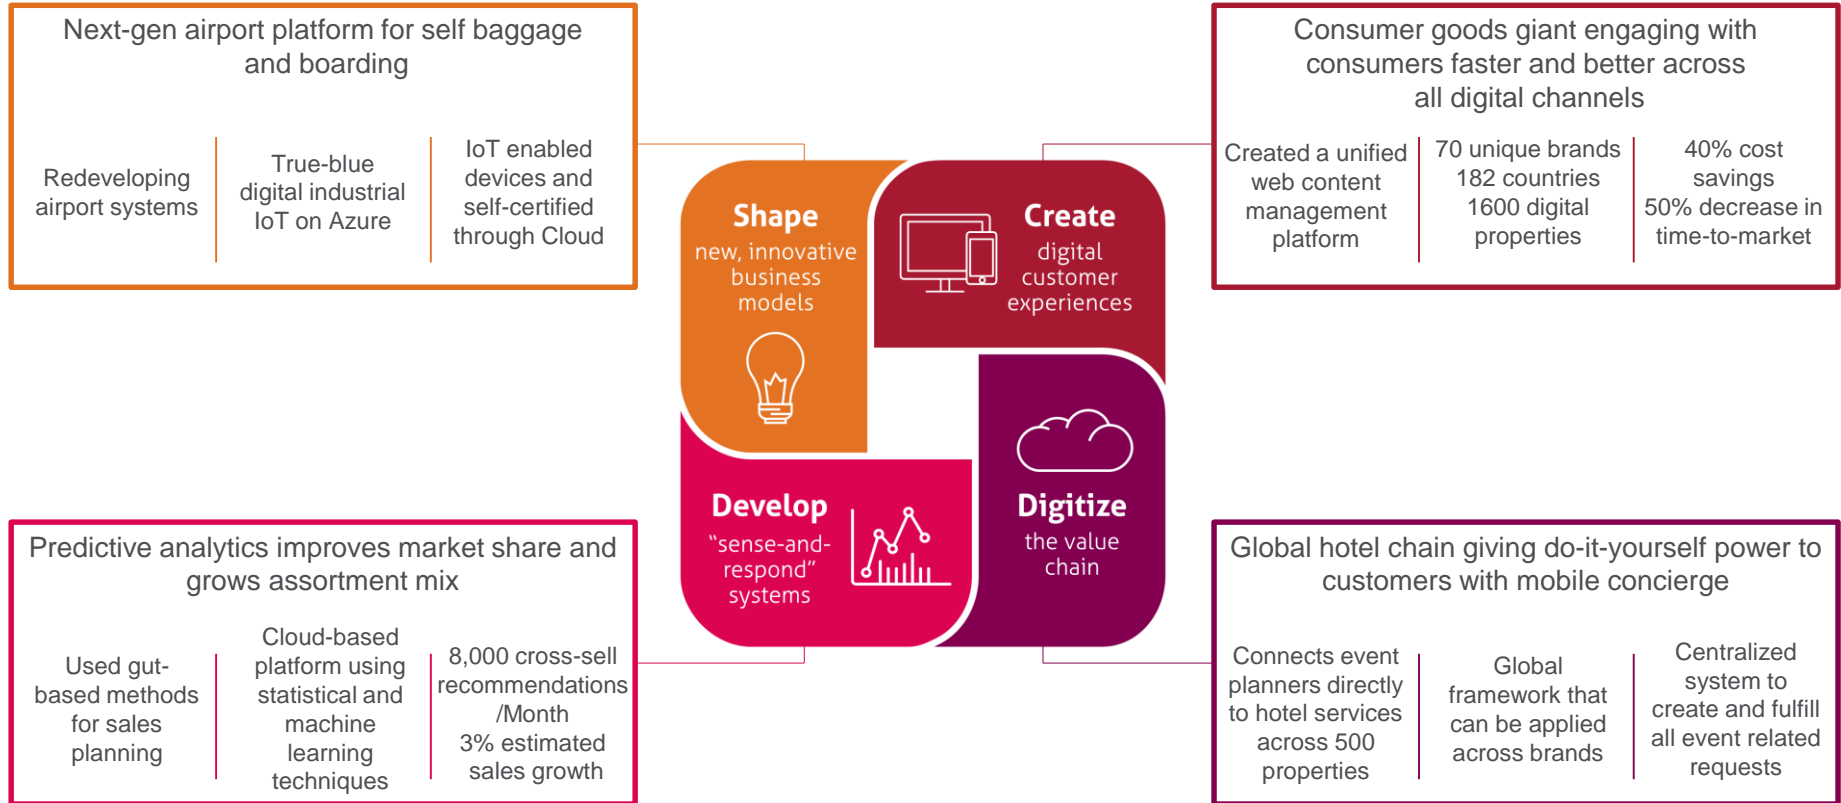 Next-gen airport platform for self baggage
and boarding
Redeveloping
airport systems
True-blue
digital industrial
IoT on Azure
IoT enabled
devices and
self-certified
through Cloud
Consumer goods giant engaging with
consumers faster and better across
all digital channels
Created a unified
web content
management
platform
70 unique brands
182 countries
1600 digital
properties
40% cost
savings
50% decrease in
time-to-market
Shape
new, innovative
business
models
Create
digital
customer
experiences
Develop
"sense-and-
respond"
systems
Digitize
the value
chain
Predictive analytics improves market share and
grows assortment mix
Used gut-
based methods
for sales
planning
Cloud-based
platform using
statistical and
machine
learning
techniques
8,000 cross-sell
recommendations
/Month
3% estimated
sales growth
Global hotel chain giving do-it-yourself power to
customers with mobile concierge
Connects event
planners directly
to hotel services
across 500
properties
Global
framework that
can be applied
across brands
Centralized
system to
create and fulfill
all event related
requests